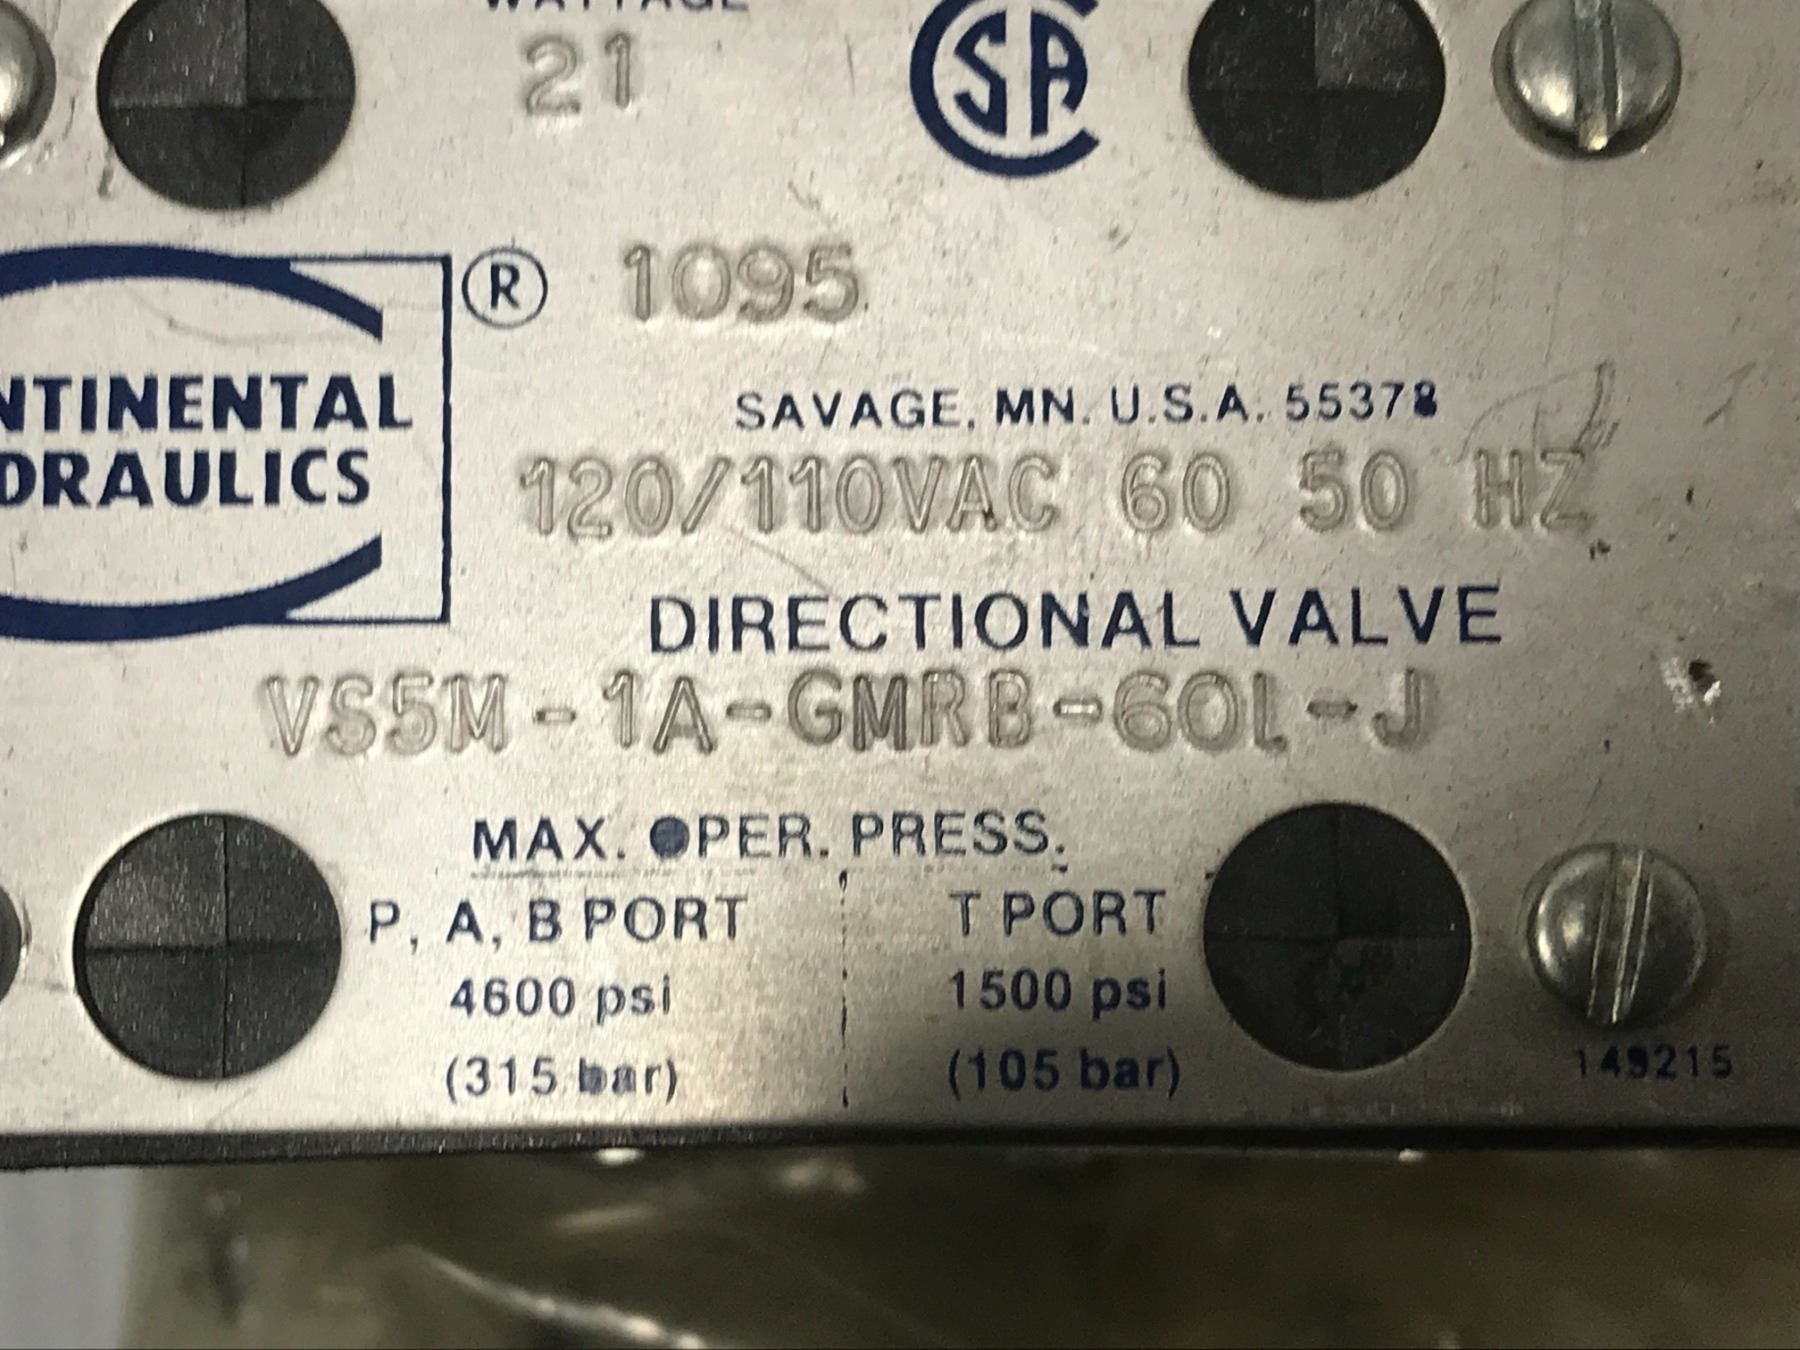 WATTAGE
21
CSA
® 1095
NTINENTAL
DRAULICS
SAVAGE, MN. U.S.A. 55378
120/110VAC 60 50 HZ
DIRECTIONAL VALVE
VS5M-1A-GMRB-60L-J
MAX. OPER. PRESS.
P, A, B PORT
4600 psi
(315 bar)
T PORT
1500 psi
(105 bar)
149215